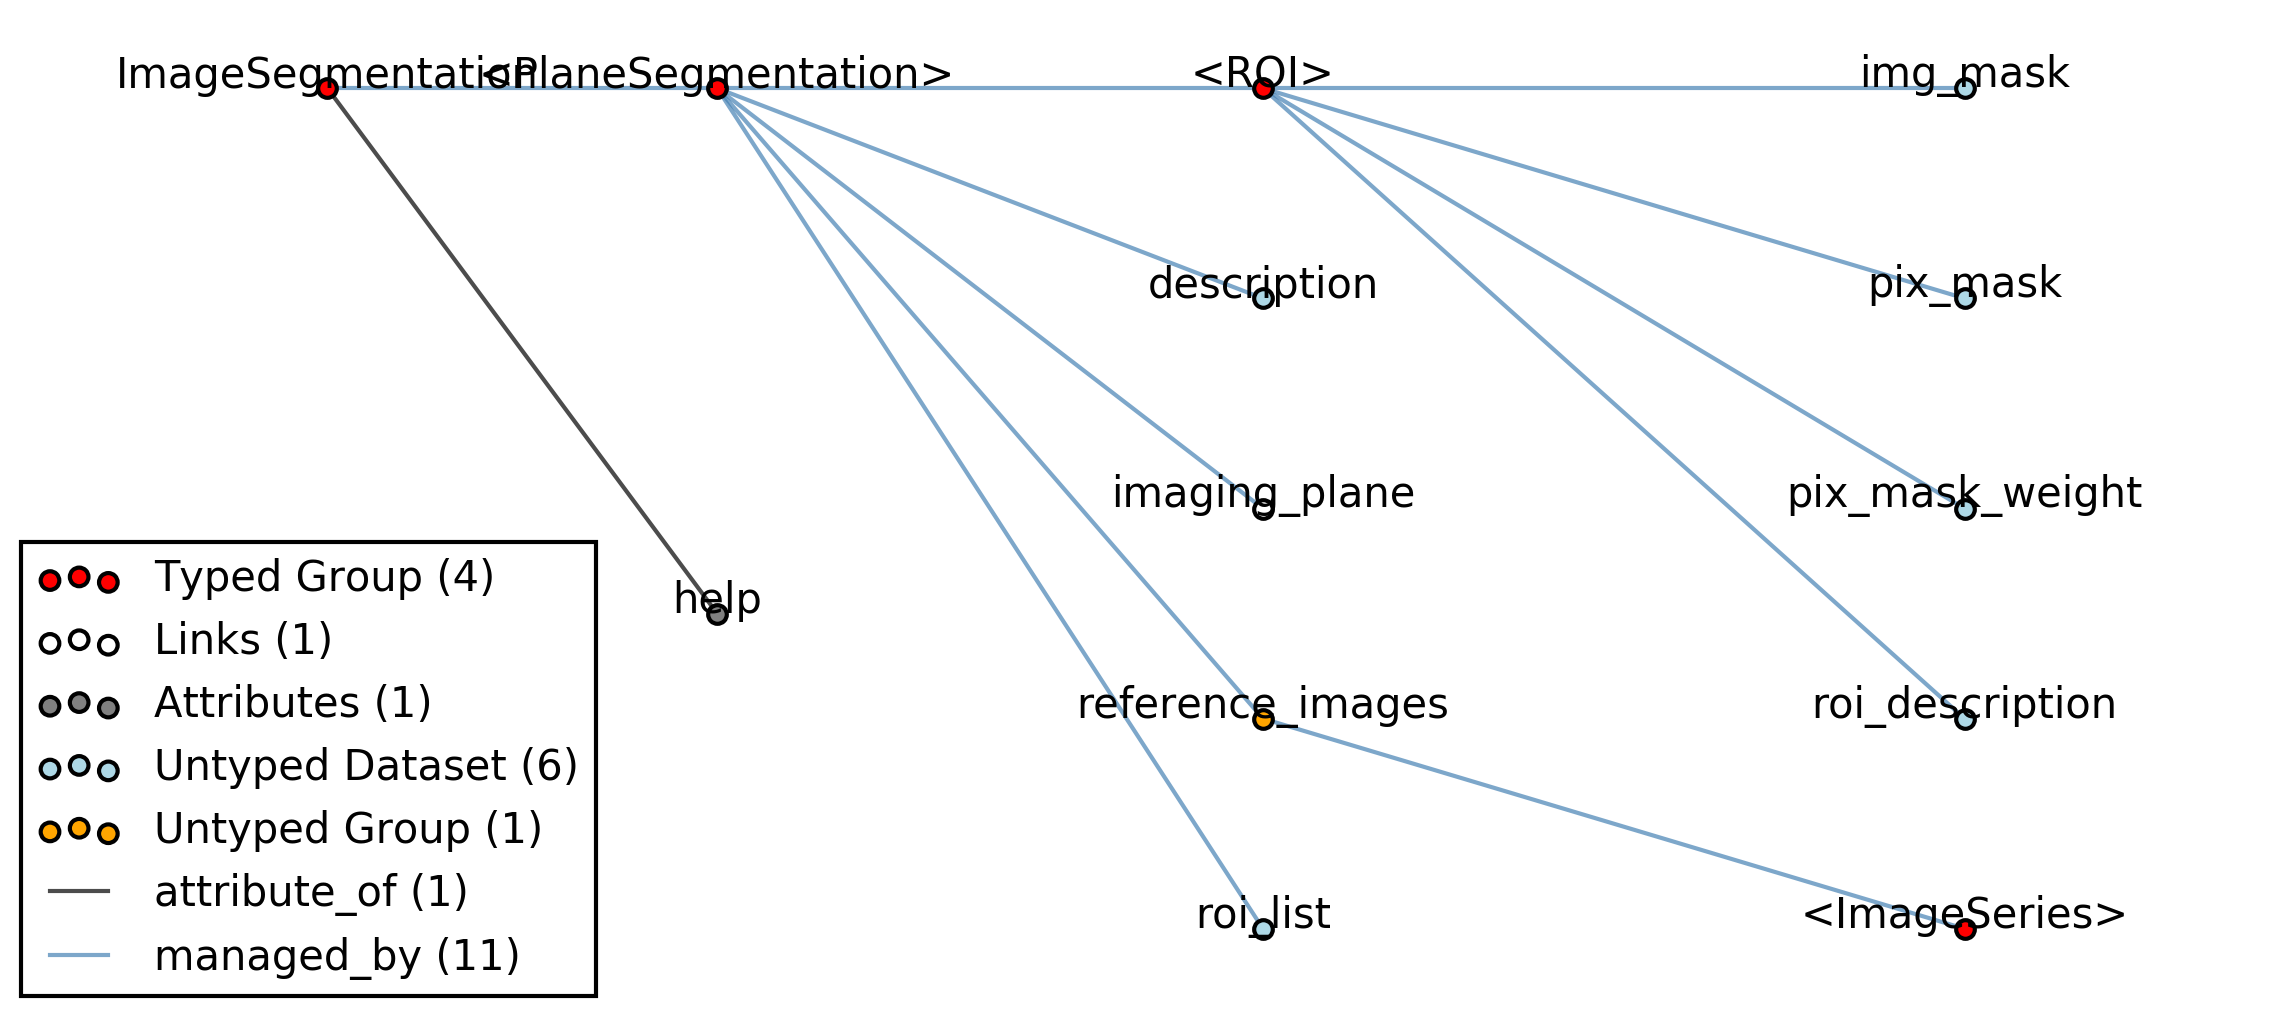 ImageSegmentation
<PlaneSegmentation>
<ROI>
img_mask
description
pix_mask
imaging_plane
pix_mask_weight
help
reference_images
roi_description
roi_list
<ImageSeries>
Typed Group (4)
Links (1)
Attributes (1)
Untyped Dataset (6)
Untyped Group (1)
attribute_of (1)
managed_by (11)